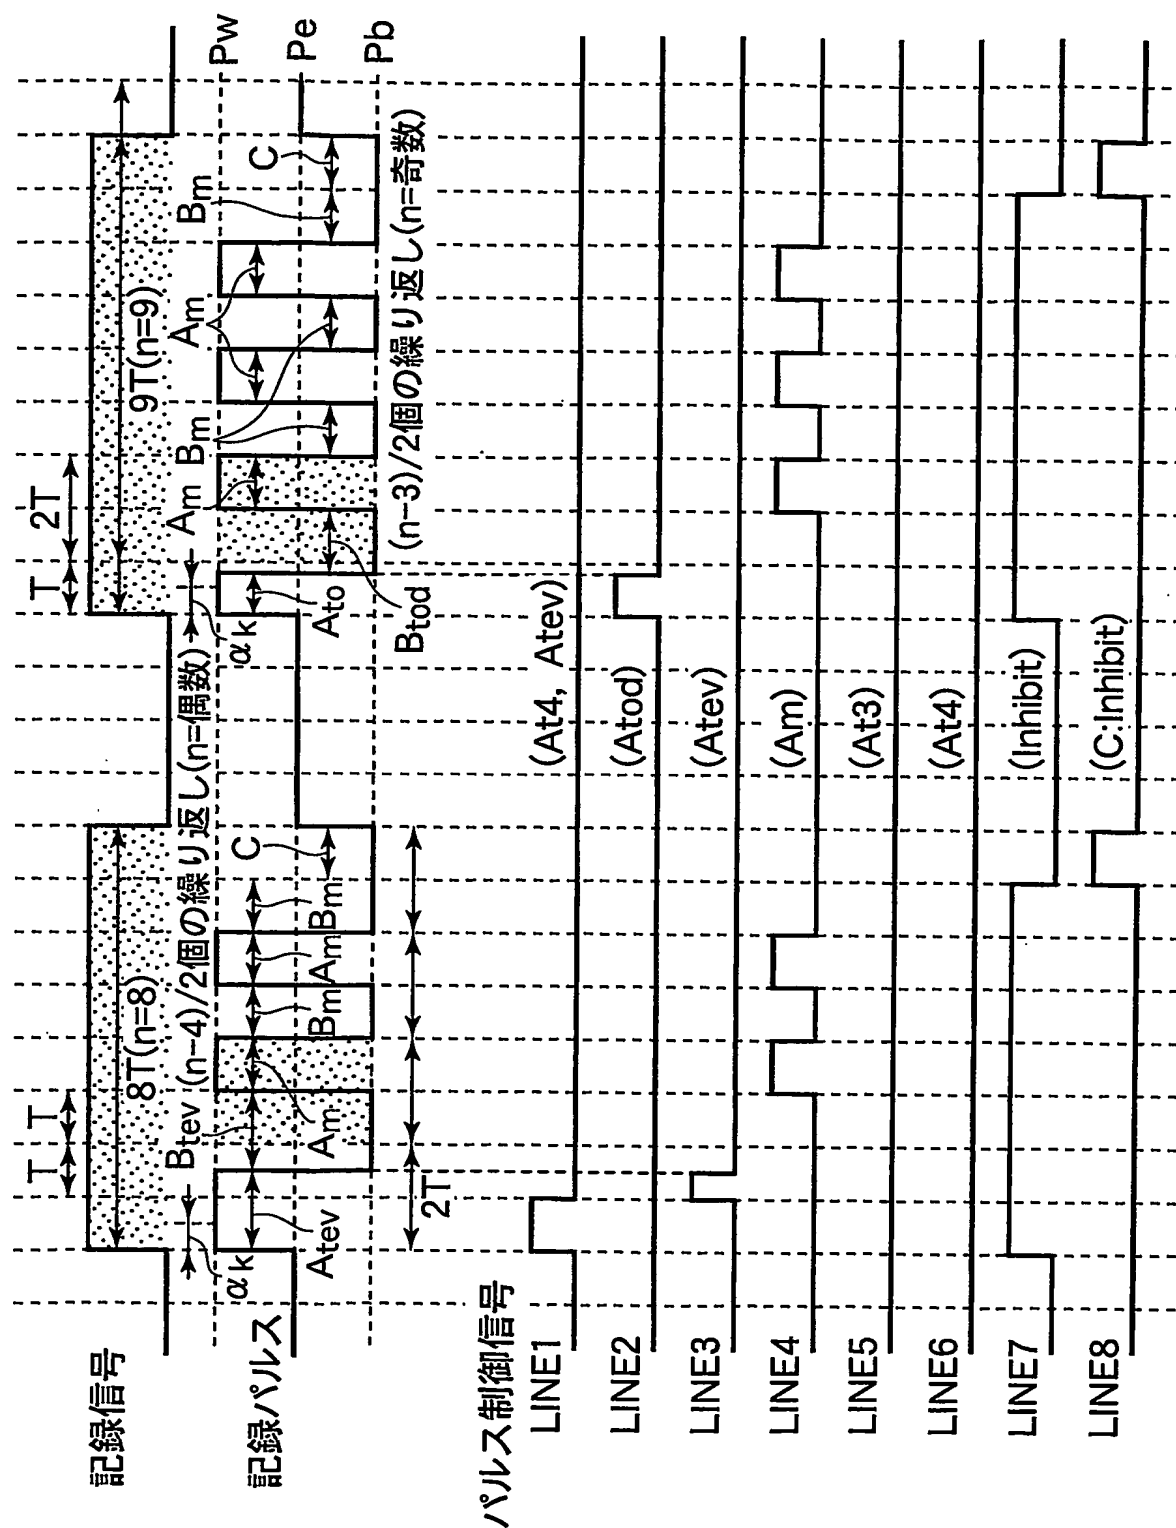 記録信号
T
T
8T(n=8)
T
2T
9T(n=9)
αk
Btev
(n−4)/2個の繰り返し(n=偶数)
αk
Am
Bm
Am
Bm
C
Pw
記録パルス
Atev
Am
Bm
Am
Bm
C
Ato
Btod
Pe
Pb
2T
(n−3)/2個の繰り返し(n=奇数)
パルス制御信号
LINE1
(At4, Atev)
LINE2
(Atod)
LINE3
(Atev)
LINE4
(Am)
LINE5
(At3)
LINE6
(At4)
LINE7
(Inhibit)
LINE8
(C:Inhibit)